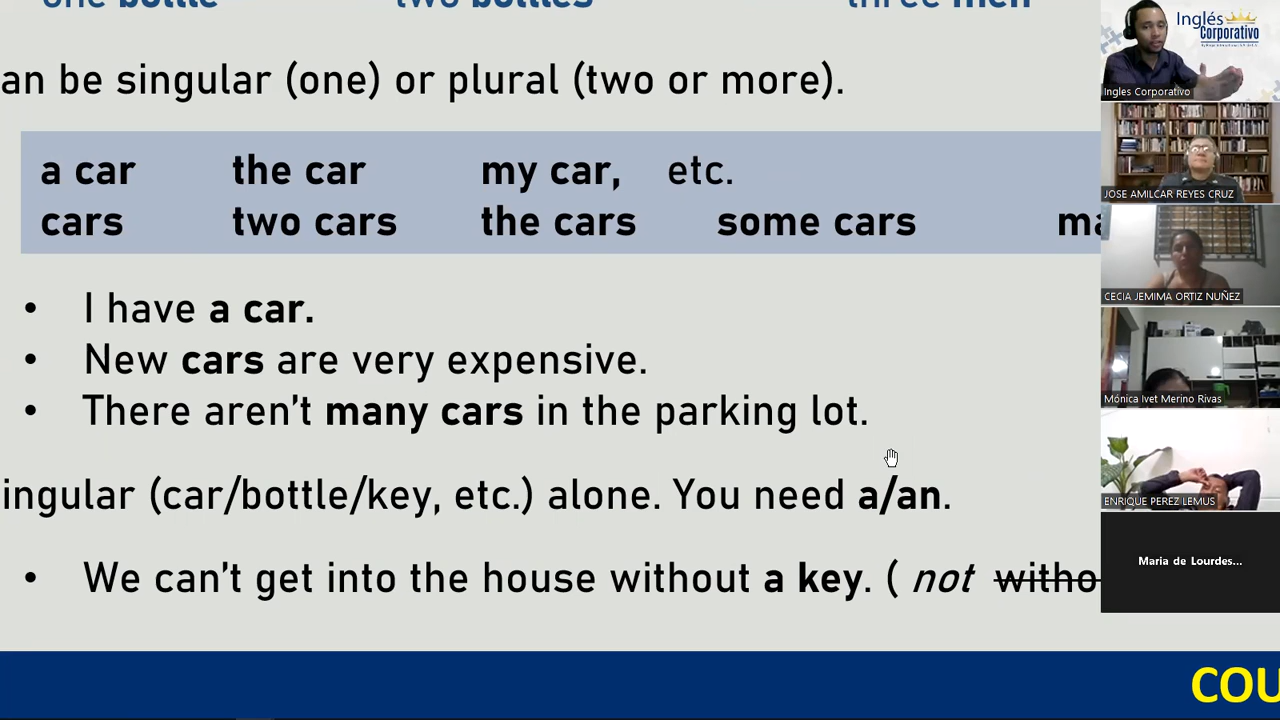 one bottle two bottles three men
an be singular (one) or plural (two or more).
a car the car my car, etc.
cars two cars the cars some cars ma
• I have a car.
• New cars are very expensive.
• There aren't many cars in the parking lot.
ingular (car/bottle/key, etc.) alone. You need a/an.
• We can't get into the house without a key. ( not witho
COU
Inglés
Corporativo
Ingles Corporativo
JOSE AMILCAR REYES CRUZ
CECIA JEMIMA ORTIZ NUÑEZ
Mónica Ivet Merino Rivas
ENRIQUE PEREZ LEMUS
Maria de Lourdes...